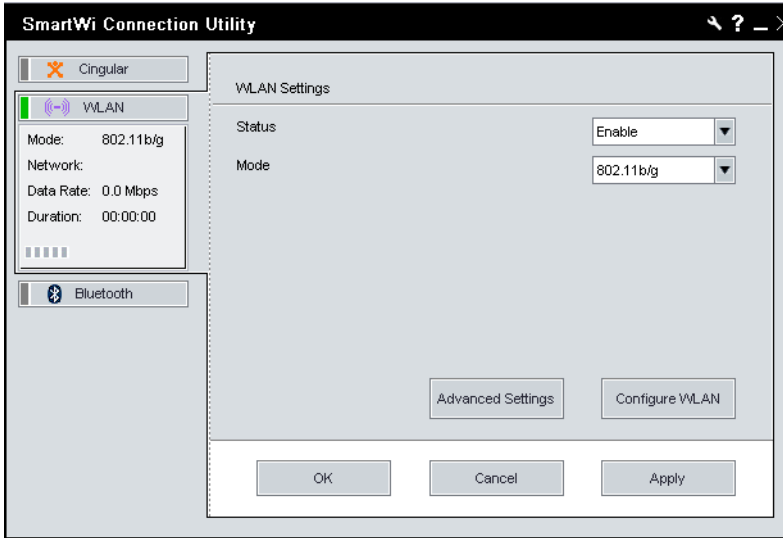 SmartWi Connection Utility
Cingular
WLAN
Mode: 802.11b/g
Network:
Data Rate: 0.0 Mbps
Duration: 00:00:00
Bluetooth
WLAN Settings
Status Enable
Mode 802.11b/g
Advanced Settings Configure WLAN
OK Cancel Apply